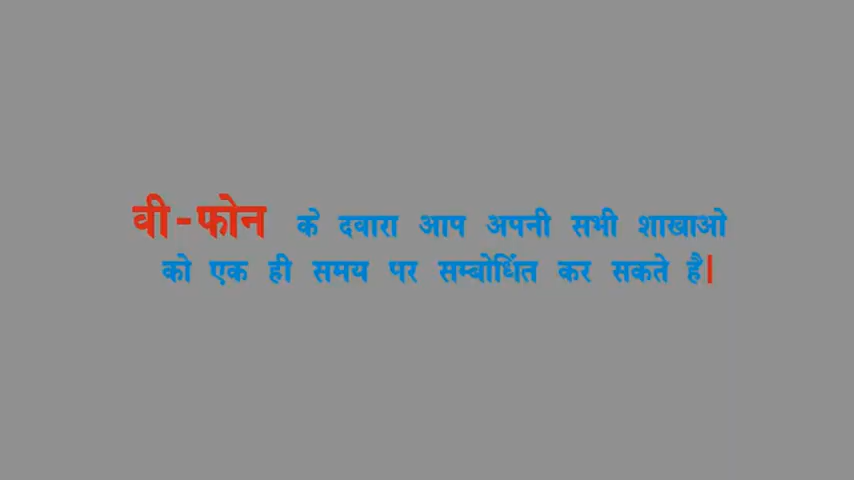 वी-फोन के दवारा आप अपनी सभी शाखाओ
को एक ही समय पर सम्बोधिंत कर सकते है|